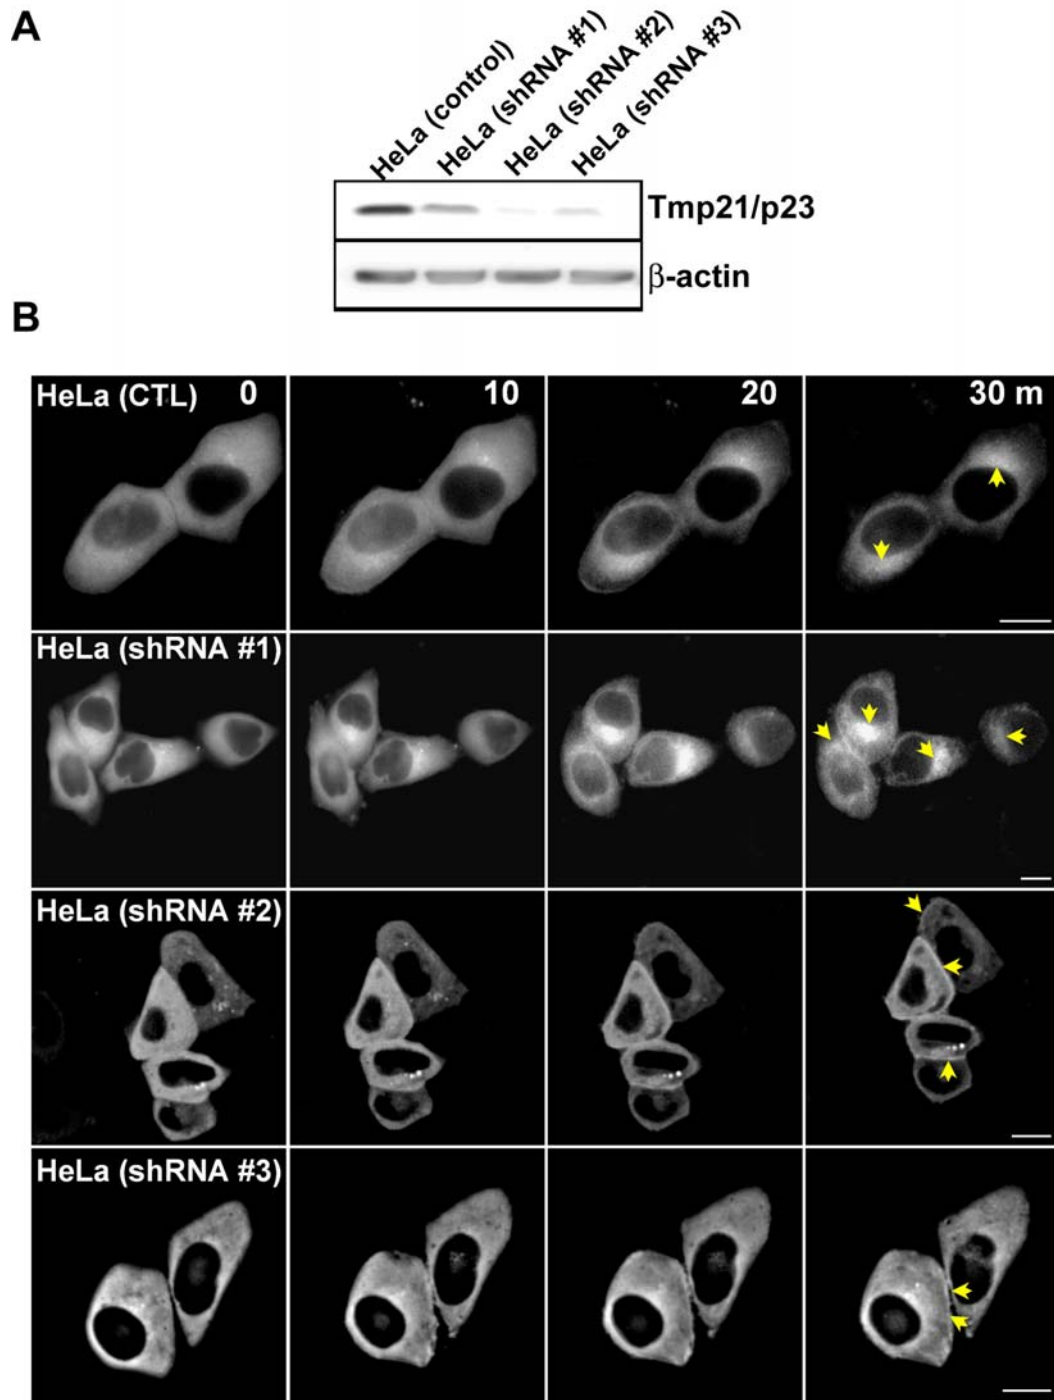 A
HeLa (control)
HeLa (shRNA #1)
HeLa (shRNA #2)
HeLa (shRNA #3)
Tmp21/p23
β-actin
B
HeLa (CTL) 0 10 20 30 m
HeLa (shRNA #1)
HeLa (shRNA #2)
HeLa (shRNA #3)